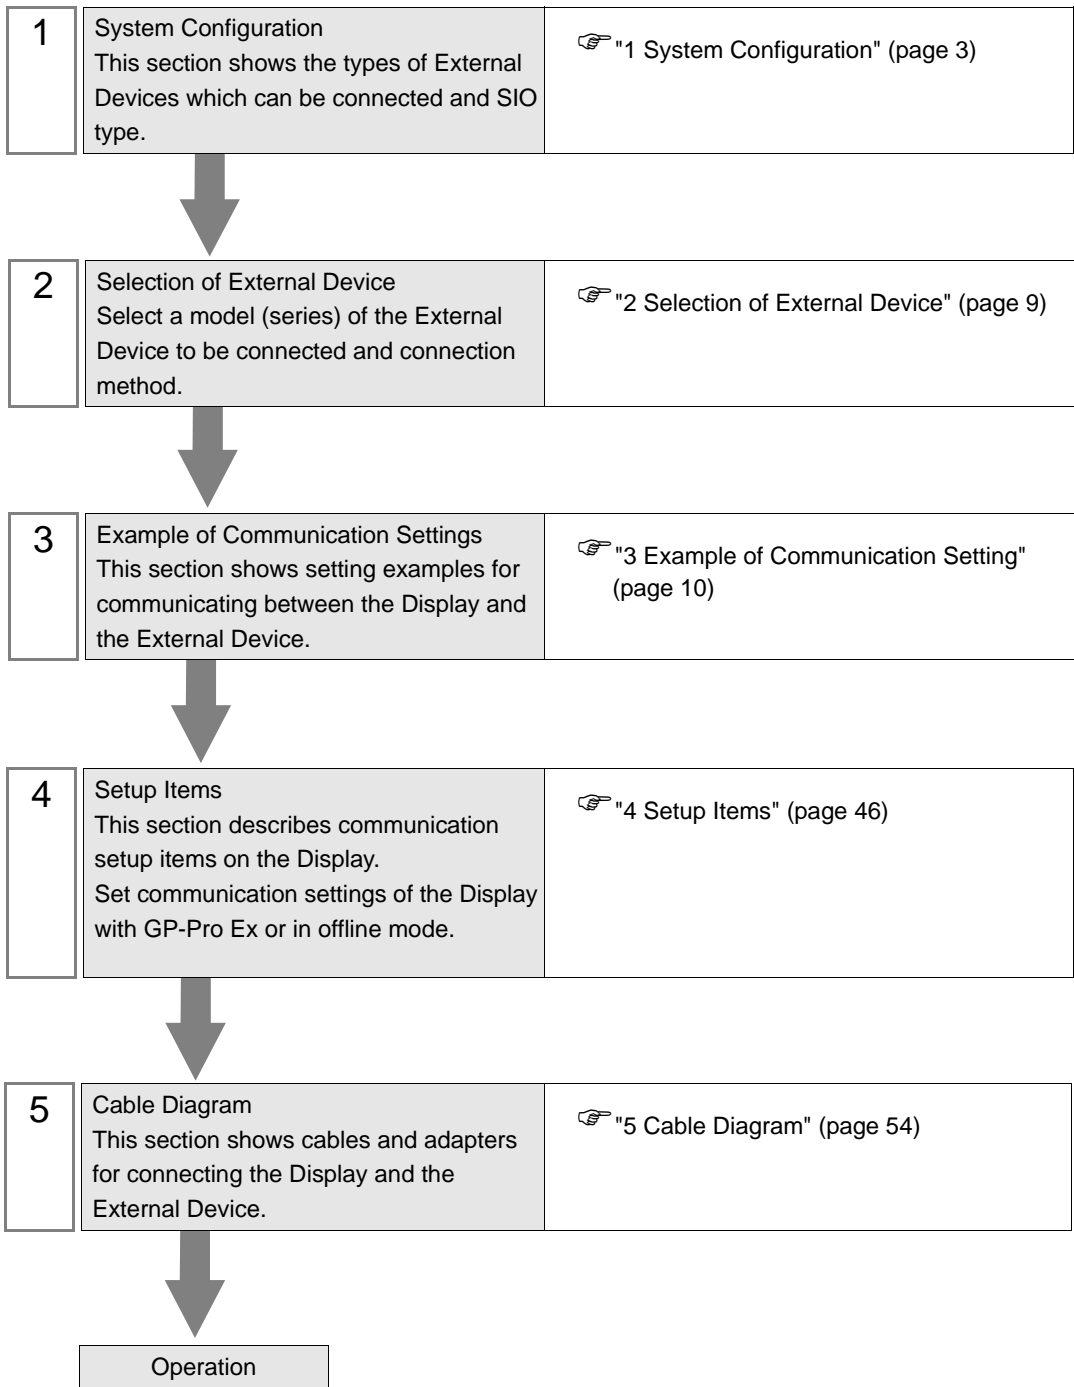 1
System Configuration
This section shows the types of External
Devices which can be connected and SIO
type.
"1 System Configuration" (page 3)
2
Selection of External Device
Select a model (series) of the External
Device to be connected and connection
method.
"2 Selection of External Device" (page 9)
3
Example of Communication Settings
This section shows setting examples for
communicating between the Display and
the External Device.
"3 Example of Communication Setting"
(page 10)
4
Setup Items
This section describes communication
setup items on the Display.
Set communication settings of the Display
with GP-Pro Ex or in offline mode.
"4 Setup Items" (page 46)
5
Cable Diagram
This section shows cables and adapters
for connecting the Display and the
External Device.
"5 Cable Diagram" (page 54)
Operation